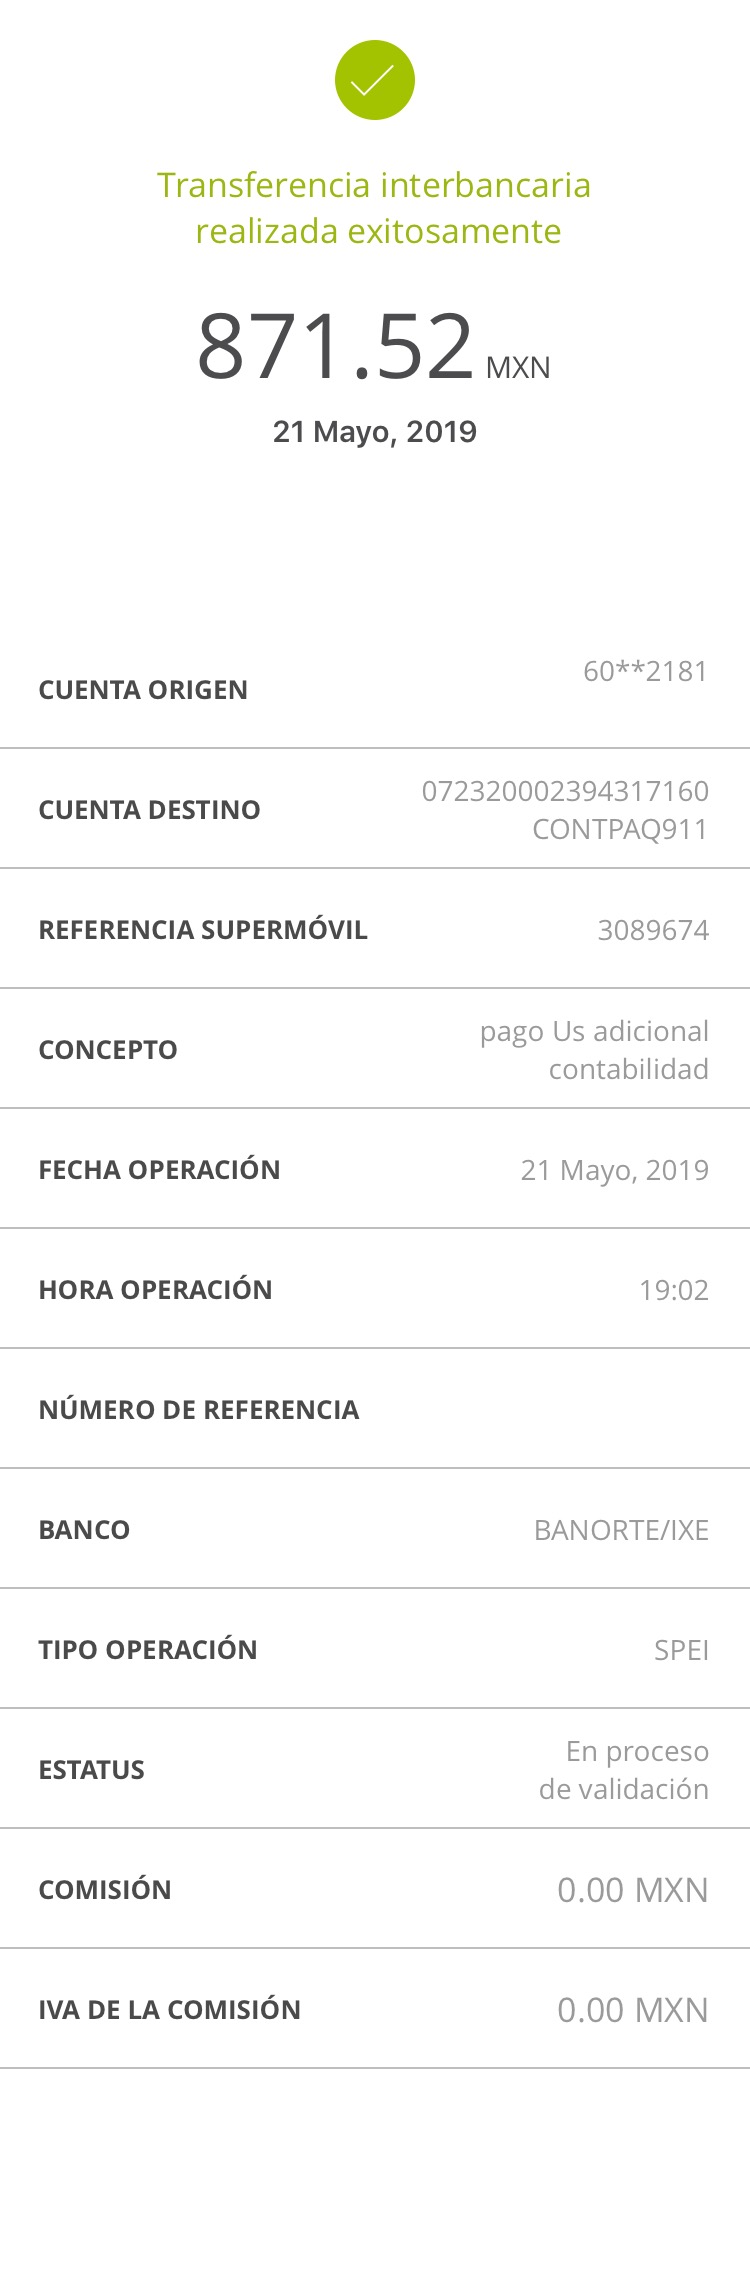 Transferencia interbancaria
realizada exitosamente
871.52 MXN
21 Mayo, 2019
CUENTA ORIGEN 60**2181
CUENTA DESTINO 072320002394317160
CONTPAQ911
REFERENCIA SUPERMÓVIL 3089674
CONCEPTO pago Us adicional
contabilidad
FECHA OPERACIÓN 21 Mayo, 2019
HORA OPERACIÓN 19:02
NÚMERO DE REFERENCIA
BANCO BANORTE/IXE
TIPO OPERACIÓN SPEI
ESTATUS En proceso
de validación
COMISIÓN 0.00 MXN
IVA DE LA COMISIÓN 0.00 MXN